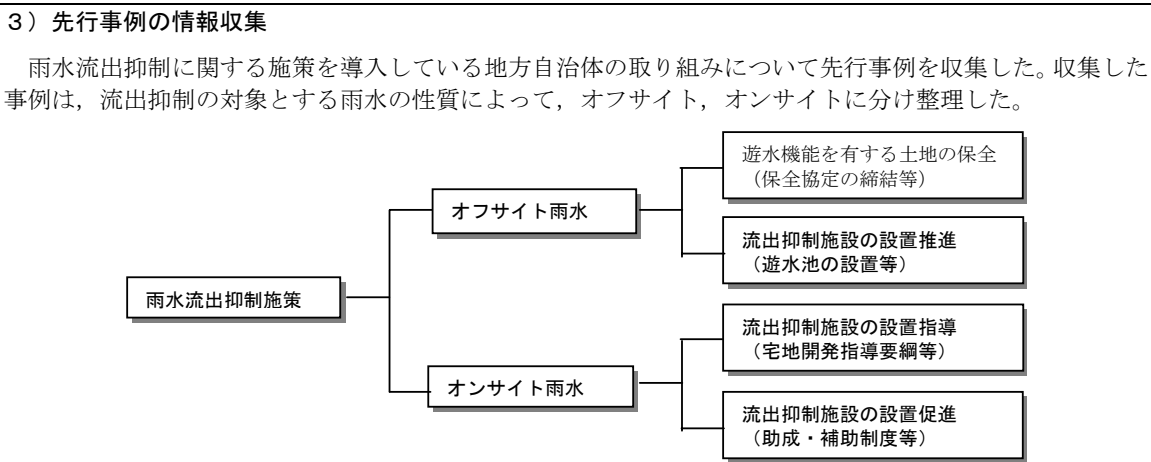 ３）先行事例の情報収集
雨水流出抑制に関する施策を導入している地方自治体の取り組みについて先行事例を収集した。収集した
事例は，流出抑制の対象とする雨水の性質によって，オフサイト，オンサイトに分け整理した。
遊水機能を有する土地の保全
（保全協定の締結等）
オフサイト雨水
流出抑制施設の設置推進
（遊水池の設置等）
雨水流出抑制施策
流出抑制施設の設置指導
（宅地開発指導要綱等）
オンサイト雨水
流出抑制施設の設置促進
（助成・補助制度等）